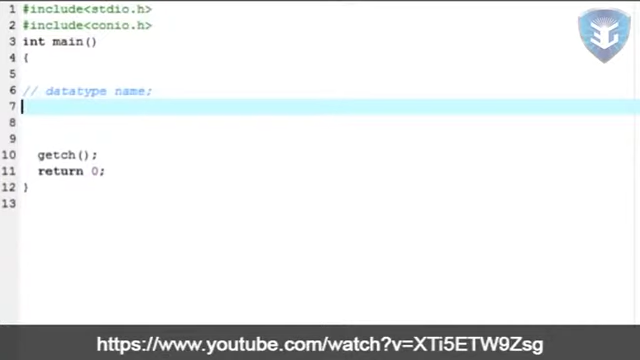 1 #include<stdio.h>
2 #include<conio.h>
3 int main()
4 {
5
6 // datatype name;
7
8
9
10 getch();
11 return 0;
12 }
13
https://www.youtube.com/watch?v=XTi5ETW9Zsg